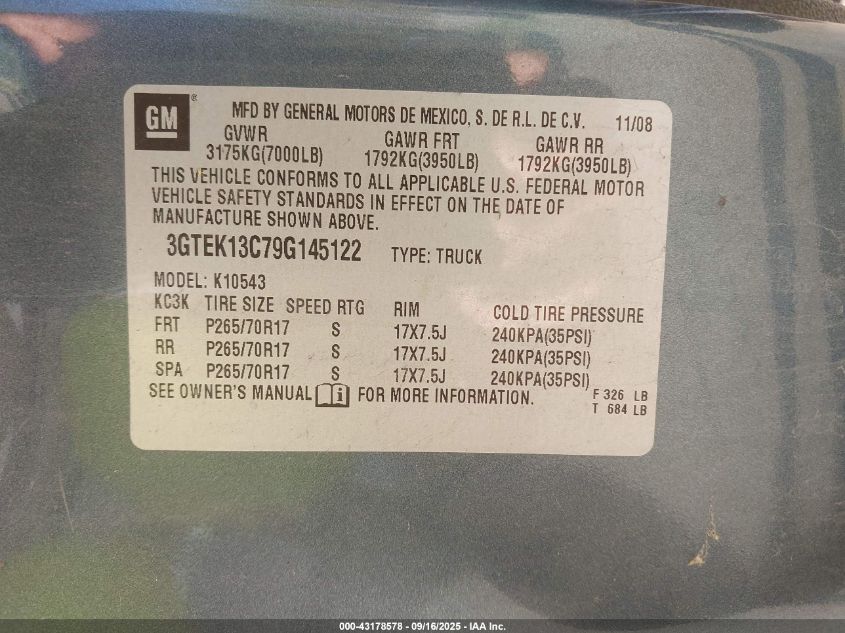 GM ®
MFD BY GENERAL MOTORS DE MEXICO, S. DE R.L. DE C.V. 11/08
GVWR GAWR FRT GAWR RR
3175KG(7000LB) 1792KG(3950LB) 1792KG(3950LB)
THIS VEHICLE CONFORMS TO ALL APPLICABLE U.S. FEDERAL MOTOR
VEHICLE SAFETY STANDARDS IN EFFECT ON THE DATE OF
MANUFACTURE SHOWN ABOVE.
3GTEK13C79G145122 TYPE: TRUCK
MODEL: K10543
KC3K TIRE SIZE SPEED RTG RIM COLD TIRE PRESSURE
FRT P265/70R17 S 17X7.5J 240KPA(35PSI)
RR P265/70R17 S 17X7.5J 240KPA(35PSI)
SPA P265/70R17 S 17X7.5J 240KPA(35PSI)
SEE OWNER'S MANUAL i FOR MORE INFORMATION. F 326 LB
T 684 LB
000-43178578 - 09/16/2025 - IAA Inc.